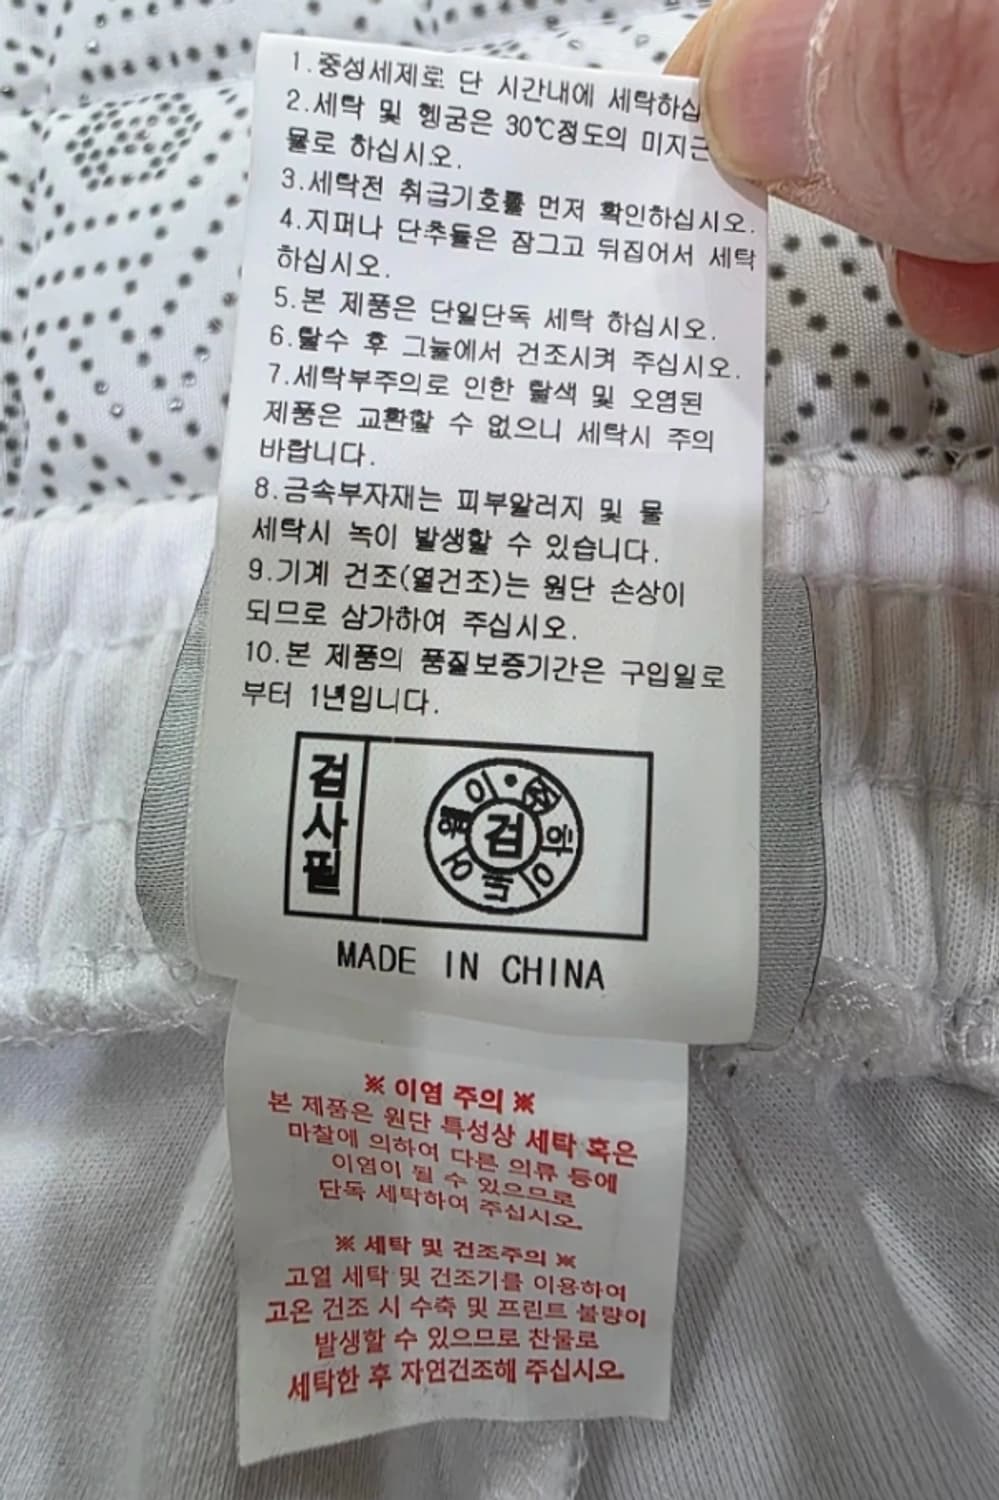 1.중성세제로 단 시간내에 세탁하십
2.세탁 및 헹굼은 30℃정도의 미지근
물로 하십시오.
3.세탁전 취급기호를 먼저 확인하십시오.
4.지퍼나 단추들은 잠그고 뒤집어서 세탁
하십시오.
5.본 제품은 단일단독 세탁 하십시오.
6.탈수 후 그늘에서 건조시켜 주십시오.
7.세탁부주의로 인한 탈색 및 오염된
제품은 교환할 수 없으니 세탁시 주의
바랍니다.
8.금속부자재는 피부알러지 및 물
세탁시 녹이 발생할 수 있습니다.
9.기계 건조(열건조)는 원단 손상이
되므로 삼가하여 주십시오.
10.본 제품의 품질보증기간은 구입일로
부터 1년입니다.
검사필
검
MADE IN CHINA
※ 이염 주의 ※
본 제품은 원단 특성상 세탁 혹은
마찰에 의하여 다른 의류 등에
이염이 될 수 있으므로
단독 세탁하여 주십시오.
※ 세탁 및 건조주의 ※
고열 세탁 및 건조기를 이용하여
고온 건조 시 수축 및 프린트 불량이
발생할 수 있으므로 찬물로
세탁한 후 자연건조해 주십시오.